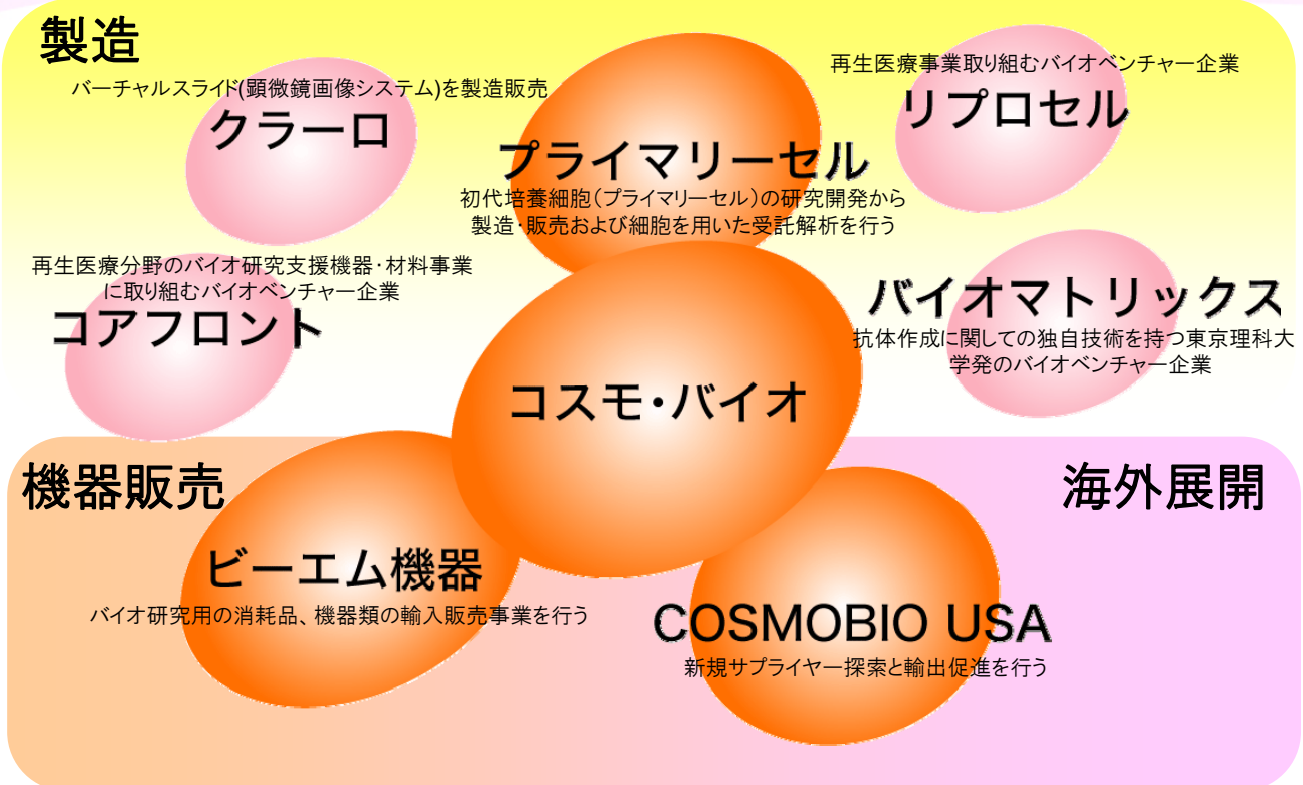 製造
バーチャルスライド(顕微鏡画像システム)を製造販売
クラーロ
プライマリーセル
初代培養細胞(プライマリーセル)の研究開発から
製造・販売および細胞を用いた受託解析を行う
再生医療事業取り組むバイオベンチャー企業
リプロセル
再生医療分野のバイオ研究支援機器・材料事業
に取り組むバイオベンチャー企業
コアフロント
バイオマトリックス
抗体作成に関しての独自技術を持つ東京理科大
学発のバイオベンチャー企業
コスモ・バイオ
機器販売
ビーエム機器
バイオ研究用の消耗品、機器類の輸入販売事業を行う
海外展開
COSMOBIO USA
新規サプライヤー探索と輸出促進を行う